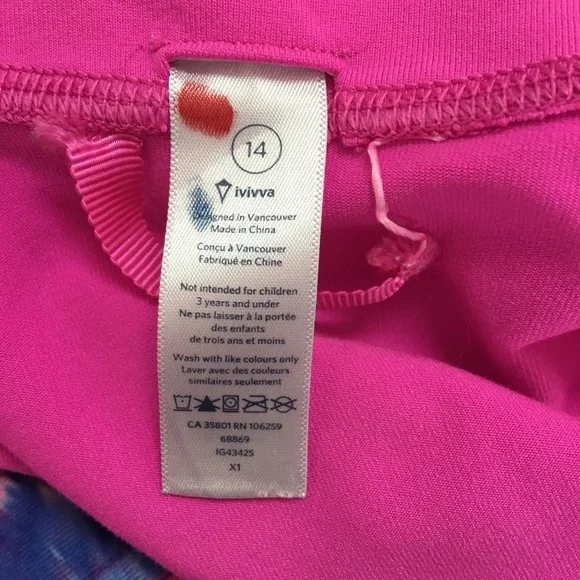 14
ivivva
Designed in Vancouver
Made in China
Conçu à Vancouver
Fabriqué en Chine
Not intended for children
3 years and under
Ne pas laisser à la portée
des enfants
de trois ans et moins
Wash with like colours only
Laver avec des couleurs
similaires seulement
CA 35801 RN 106259
68869
IG4342S
X1